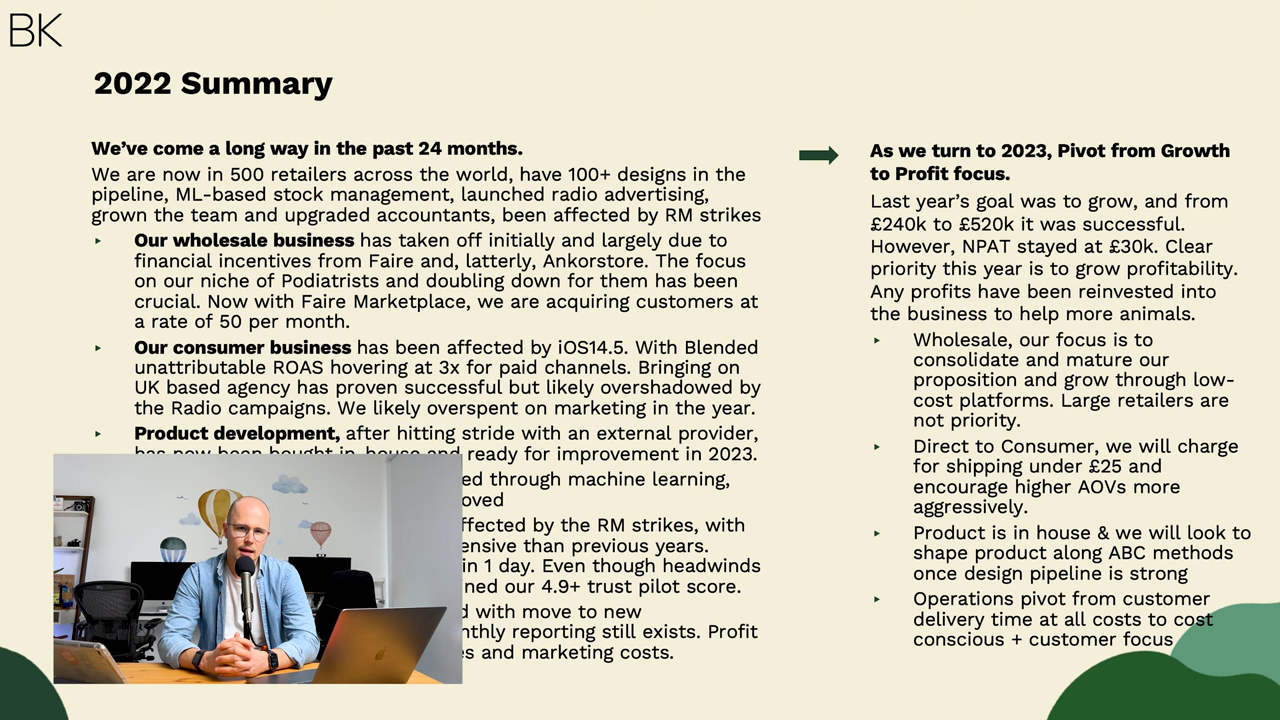 BK
2022 Summary
We’ve come a long way in the past 24 months.
We are now in 500 retailers across the world, have 100+ designs in the
pipeline, ML-based stock management, launched radio advertising,
grown the team and upgraded accountants, been affected by RM strikes
‣ Our wholesale business has taken off initially and largely due to
financial incentives from Faire and, latterly, Ankorstore. The focus
on our niche of Podiatrists and doubling down for them has been
crucial. Now with Faire Marketplace, we are acquiring customers at
a rate of 50 per month.
‣ Our consumer business has been affected by iOS14.5. With Blended
unattributable ROAS hovering at 3x for paid channels. Bringing on
UK based agency has proven successful but likely overshadowed by
the Radio campaigns. We likely overspent on marketing in the year.
‣ Product development, after hitting stride with an external provider,
has now been bought in-house and ready for improvement in 2023.
ed through machine learning,
oved
ffected by the RM strikes, with
ensive than previous years.
in 1 day. Even though headwinds
ned our 4.9+ trust pilot score.
d with move to new
nthly reporting still exists. Profit
s and marketing costs.
As we turn to 2023, Pivot from Growth
to Profit focus.
Last year’s goal was to grow, and from
£240k to £520k it was successful.
However, NPAT stayed at £30k. Clear
priority this year is to grow profitability.
Any profits have been reinvested into
the business to help more animals.
‣ Wholesale, our focus is to
consolidate and mature our
proposition and grow through low-
cost platforms. Large retailers are
not priority.
‣ Direct to Consumer, we will charge
for shipping under £25 and
encourage higher AOVs more
aggressively.
‣ Product is in house & we will look to
shape product along ABC methods
once design pipeline is strong
‣ Operations pivot from customer
delivery time at all costs to cost
conscious + customer focus